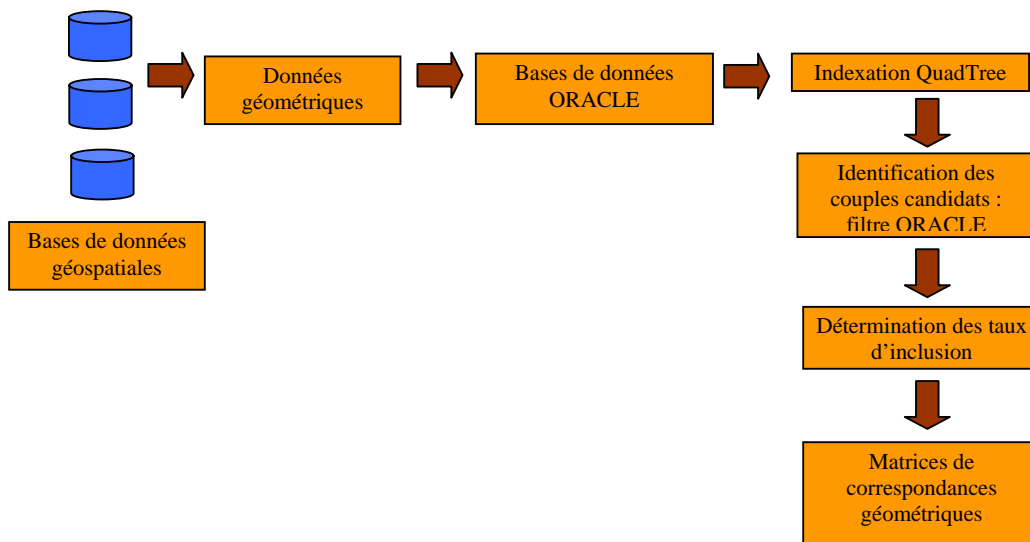 Données
géométriques
Bases de données
ORACLE
Indexation QuadTree
Identification des
couples candidats :
filtre ORACLE
Bases de données
géospatiales
Détermination des taux
d’inclusion
Matrices de
correspondances
géométriques